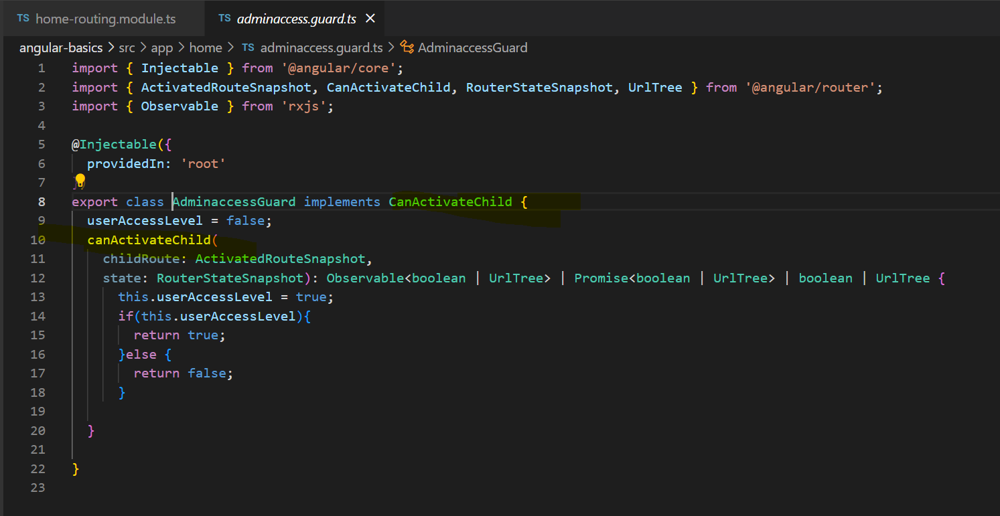 TS home-routing.module.ts TS adminaccess.guard.ts
angular-basics > src > app > home > TS adminaccess.guard.ts > AdminaccessGuard
1 import { Injectable } from '@angular/core';
2 import { ActivatedRouteSnapshot, CanActivateChild, RouterStateSnapshot, UrlTree } from '@angular/router';
3 import { Observable } from 'rxjs';
4
5 @Injectable({
6 providedIn: 'root'
7 })
8 export class AdminaccessGuard implements CanActivateChild {
9 userAccessLevel = false;
10 canActivateChild(
11 childRoute: ActivatedRouteSnapshot,
12 state: RouterStateSnapshot): Observable<boolean | UrlTree> | Promise<boolean | UrlTree> | boolean | UrlTree {
13 this.userAccessLevel = true;
14 if(this.userAccessLevel){
15 return true;
16 }else {
17 return false;
18 }
19
20 }
21
22 }
23